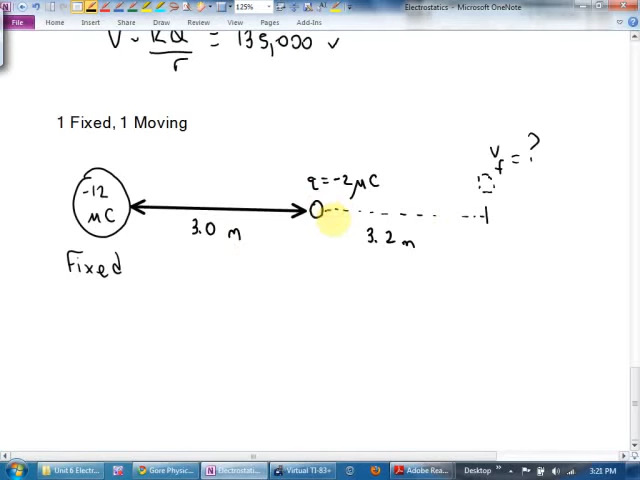 125%
Electrostatics - Microsoft OneNote
File
Home
Insert
Share
Draw
Review
View
Add-Ins
V = KQ/r = 135,000 V
1 Fixed, 1 Moving
-12 μC
q = -2 μC
Vf = ?
3.0 m
3.2 m
Fixed
Unit 6 Electr...
Gore Physic...
Electrostati...
Virtual TI-83+
Adobe Rea...
Desktop
3:21 PM